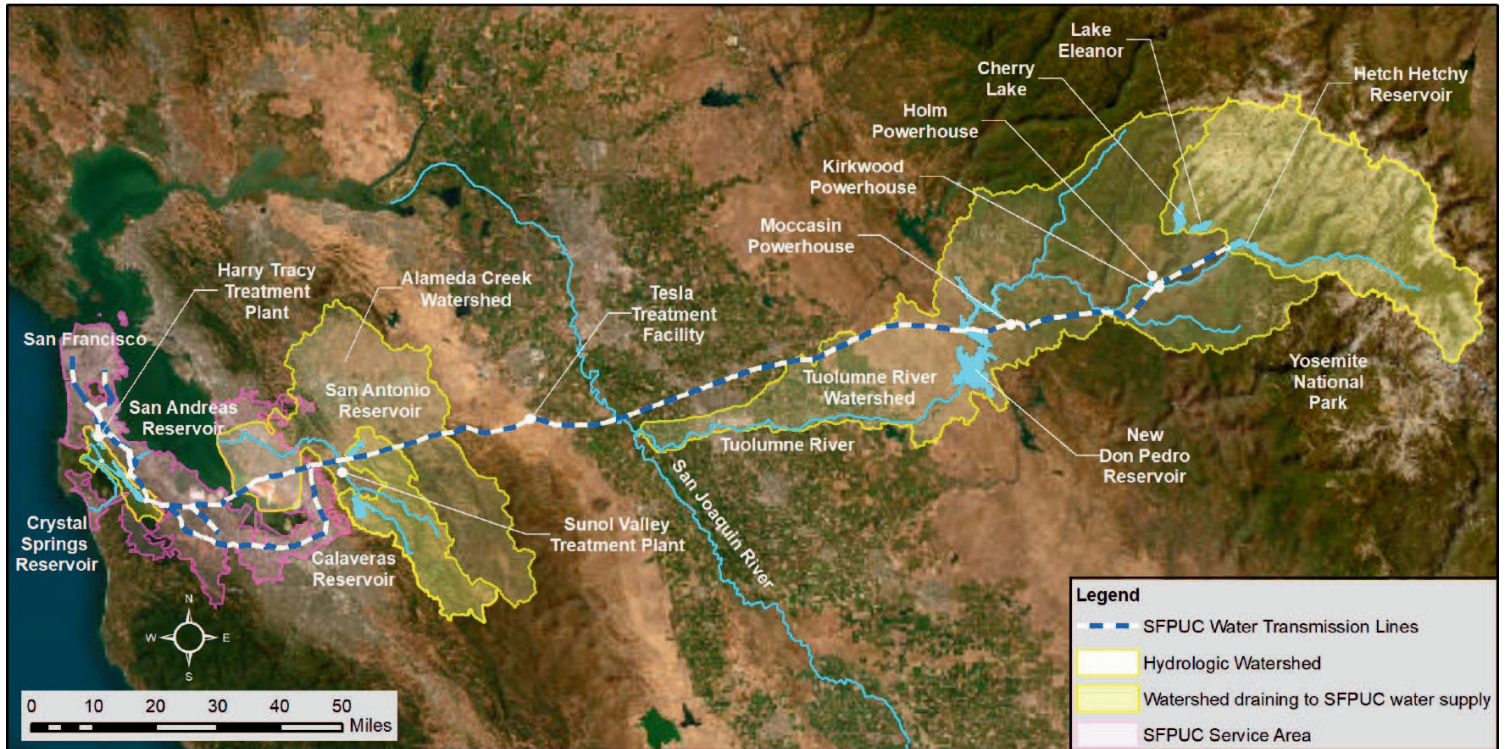 Lake
Eleanor
Cherry
Lake
Hetch Hetchy
Reservoir
Holm
Powerhouse
Kirkwood
Powerhouse
Moccasin
Powerhouse
Harry Tracy
Treatment
Plant
Alameda Creek
Watershed
Tesla
Treatment
Facility
San Francisco
San Andreas
Reservoir
San Antonio
Reservoir
Tuolumne River
Watershed
Yosemite
National
Park
Tuolumne River
New
Don Pedro
Reservoir
San Joaquin River
Crystal
Springs
Reservoir
Calaveras
Reservoir
Sunol Valley
Treatment Plant
N
W
E
S
0
10
20
30
40
50
Miles
Legend
SFPUC Water Transmission Lines
Hydrologic Watershed
Watershed draining to SFPUC water supply
SFPUC Service Area